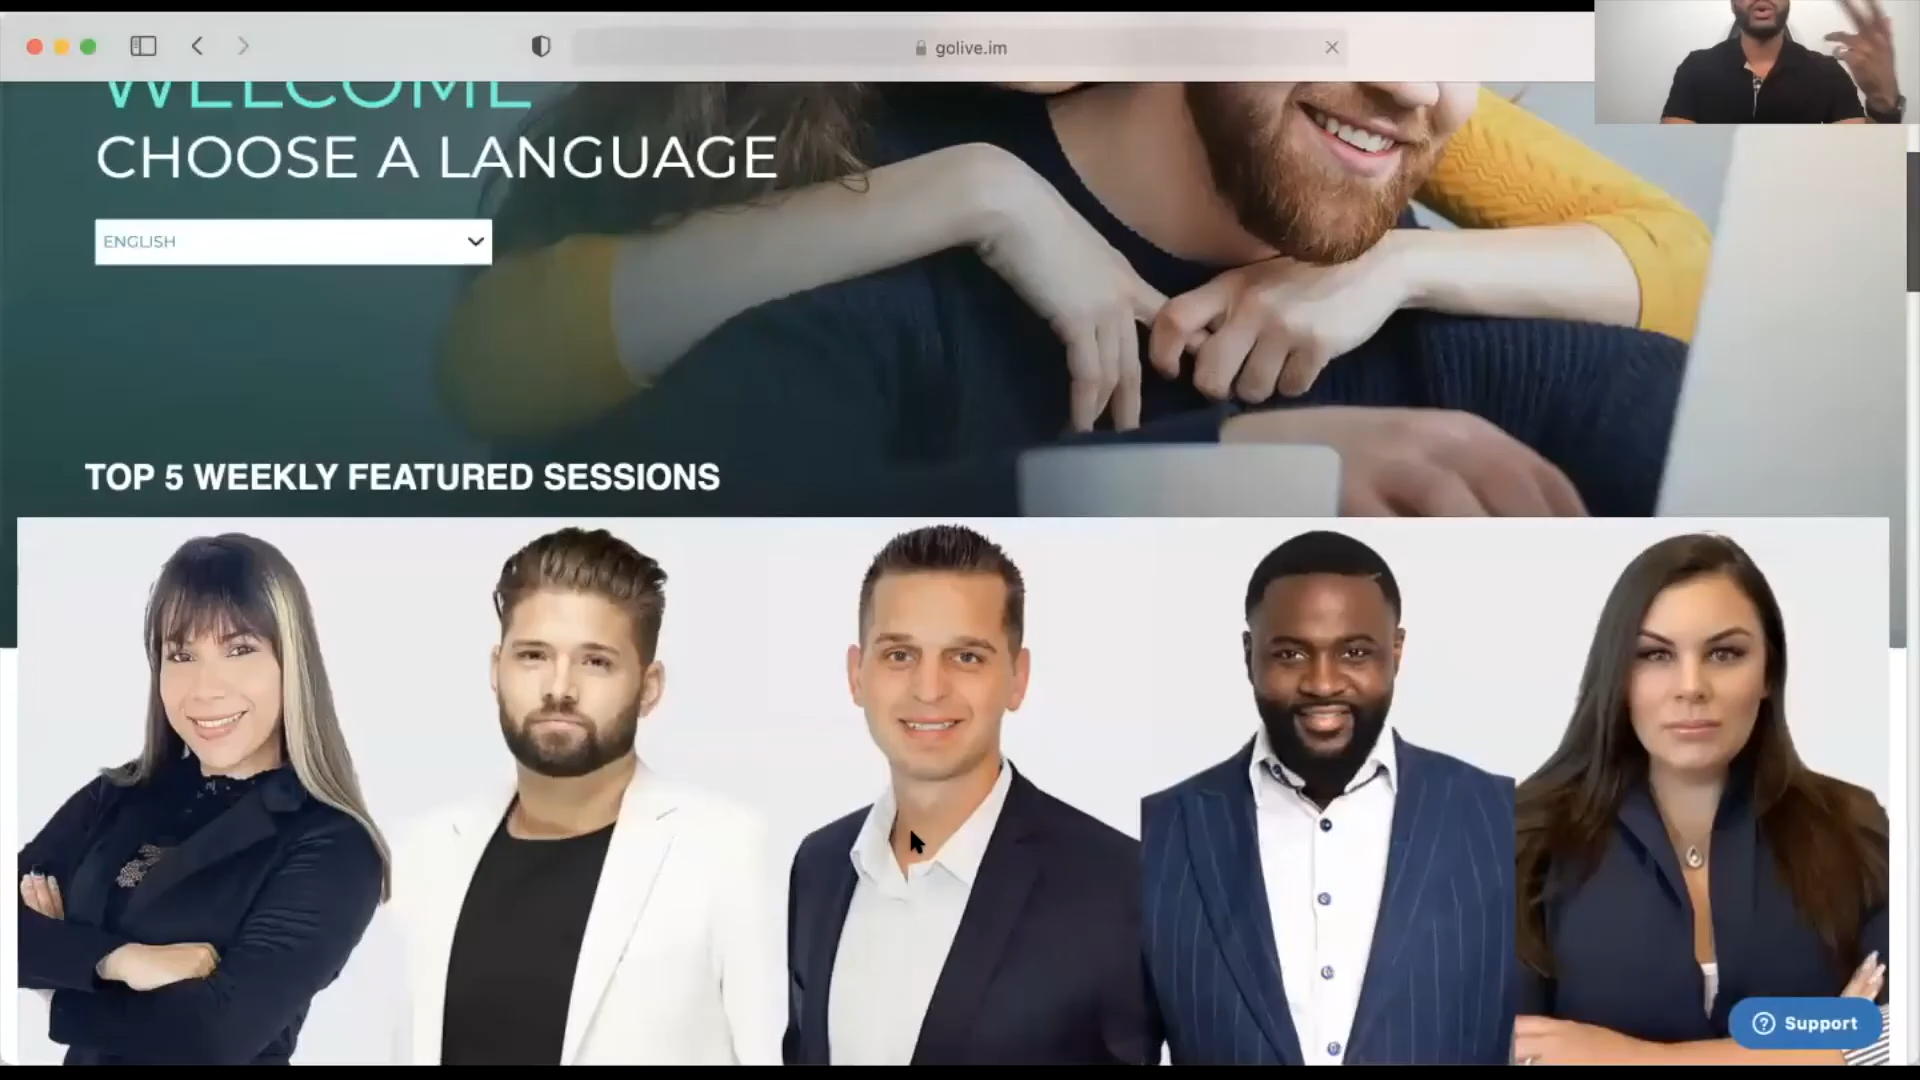 golive.im
WELCOME
CHOOSE A LANGUAGE
ENGLISH
TOP 5 WEEKLY FEATURED SESSIONS
Support